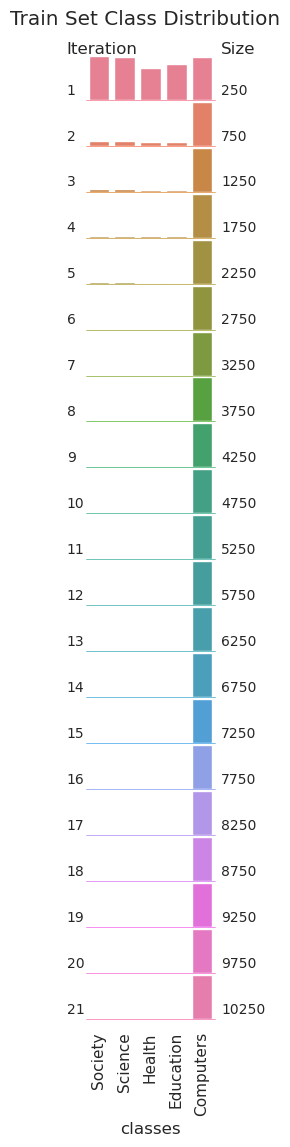 Train Set Class Distribution
Iteration Size
1 250
2 750
3 1250
4 1750
5 2250
6 2750
7 3250
8 3750
9 4250
10 4750
11 5250
12 5750
13 6250
14 6750
15 7250
16 7750
17 8250
18 8750
19 9250
20 9750
21 10250
Society
Science
Health
Education
Computers
classes